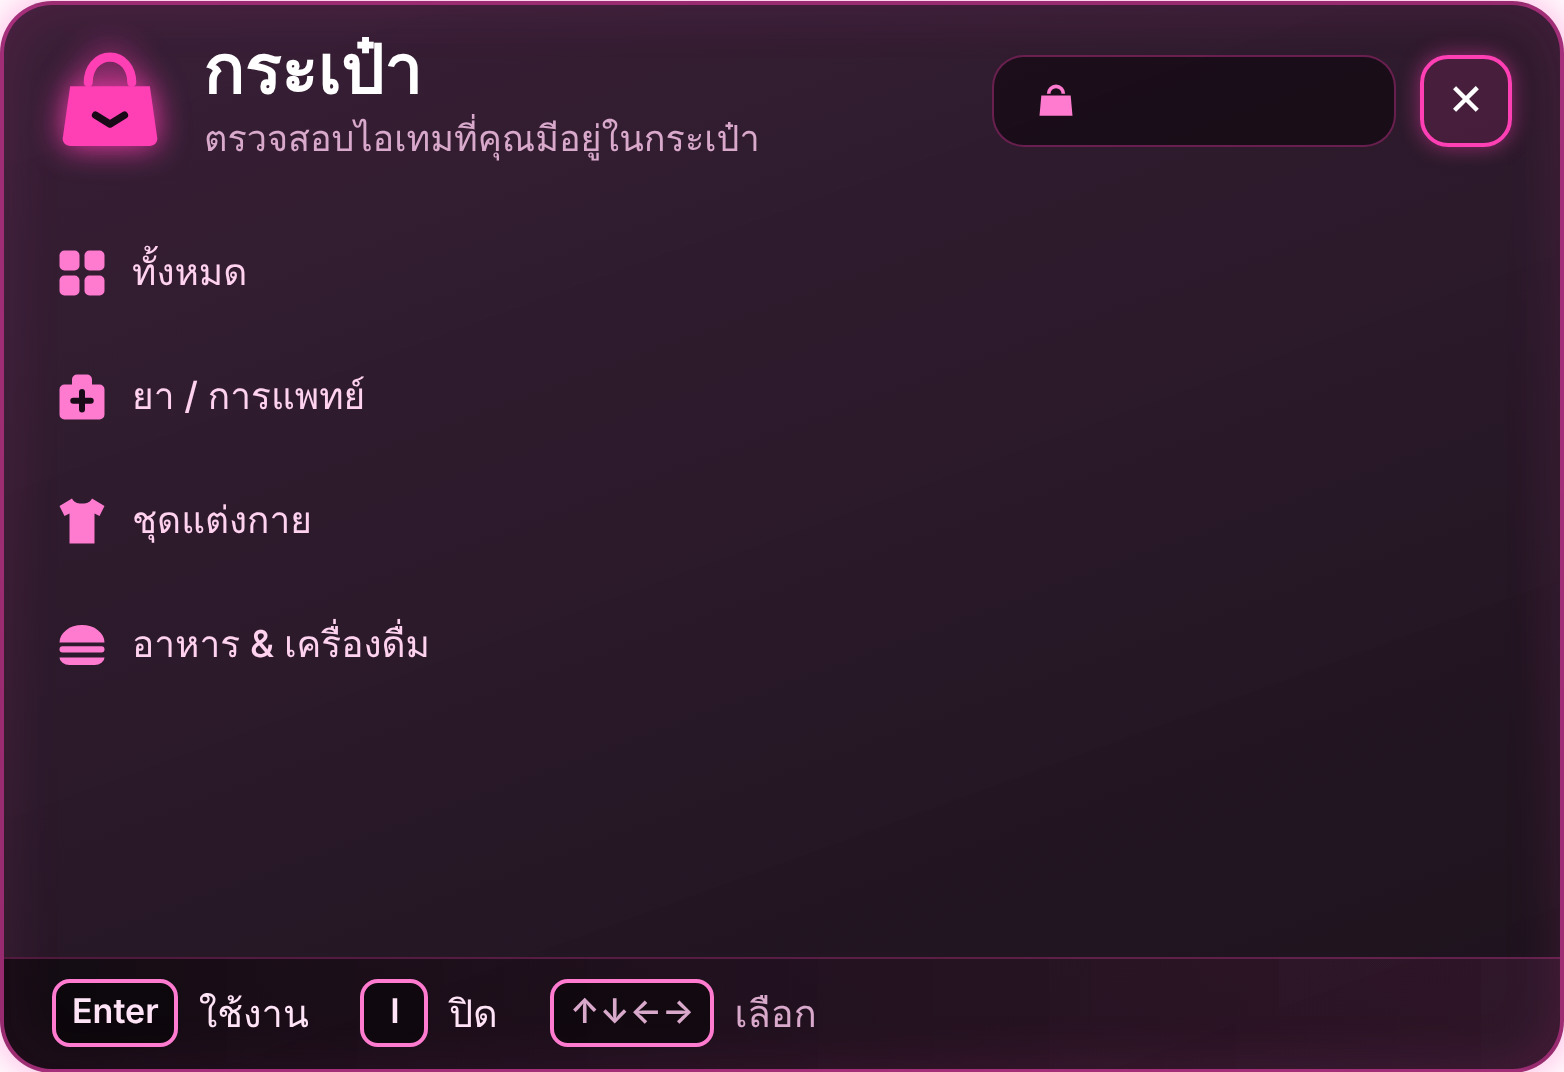 กระเป๋า
ตรวจสอบไอเทมที่คุณมีอยู่ในกระเป๋า
ทั้งหมด
ยา / การแพทย์
ชุดแต่งกาย
อาหาร & เครื่องดื่ม
Enter ใช้งาน I ปิด ↑↓←→ เลือก